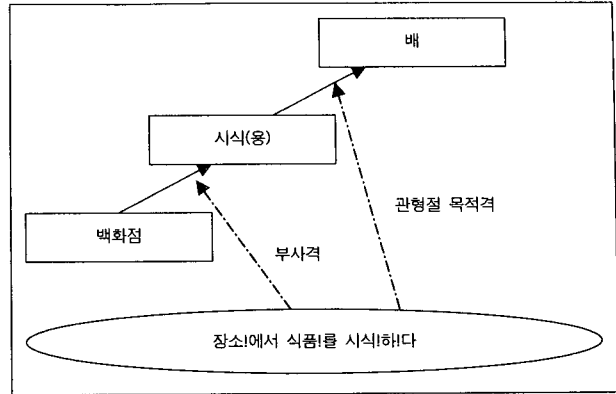 배
시식(용)
백화점
관형절 목적격
부사격
장소!에서 식품!를 시식!하!다